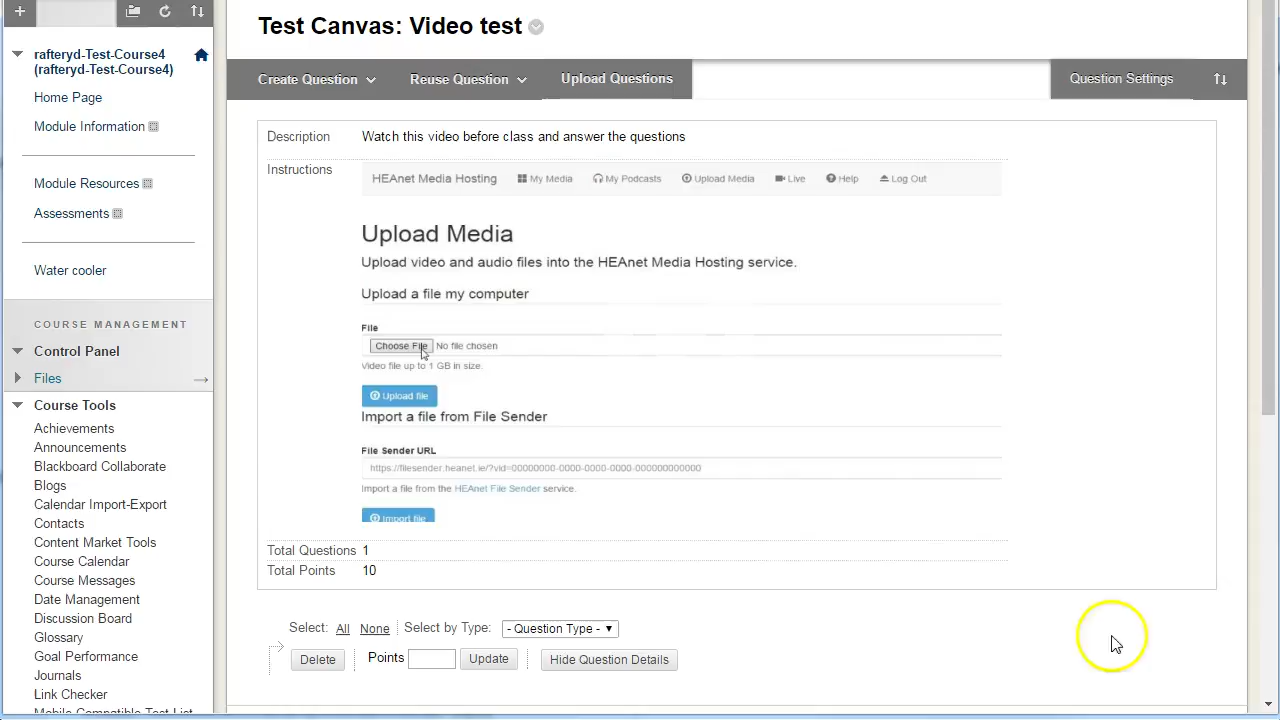 Test Canvas: Video test
rafteryd-Test-Course4
(rafteryd-Test-Course4)
Home Page
Module Information
Module Resources
Assessments
Water cooler
COURSE MANAGEMENT
Control Panel
Files
Course Tools
Achievements
Announcements
Blackboard Collaborate
Blogs
Calendar Import-Export
Contacts
Content Market Tools
Course Calendar
Course Messages
Date Management
Discussion Board
Glossary
Goal Performance
Journals
Link Checker
Mobile Compatible Test List
Create Question Reuse Question Upload Questions Question Settings
Description Watch this video before class and answer the questions
Instructions
HEAnet Media Hosting My Media My Podcasts Upload Media Live Help Log Out
Upload Media
Upload video and audio files into the HEAnet Media Hosting service.
Upload a file my computer
File
Choose File No file chosen
Video file up to 1 GB in size.
Upload file
Import a file from File Sender
File Sender URL
https://filesender.heanet.ie/?vid=00000000-0000-0000-0000-000000000000
Import a file from the HEAnet File Sender service.
Import file
Total Questions 1
Total Points 10
Select: All None Select by Type: - Question Type -
Delete Points Update Hide Question Details